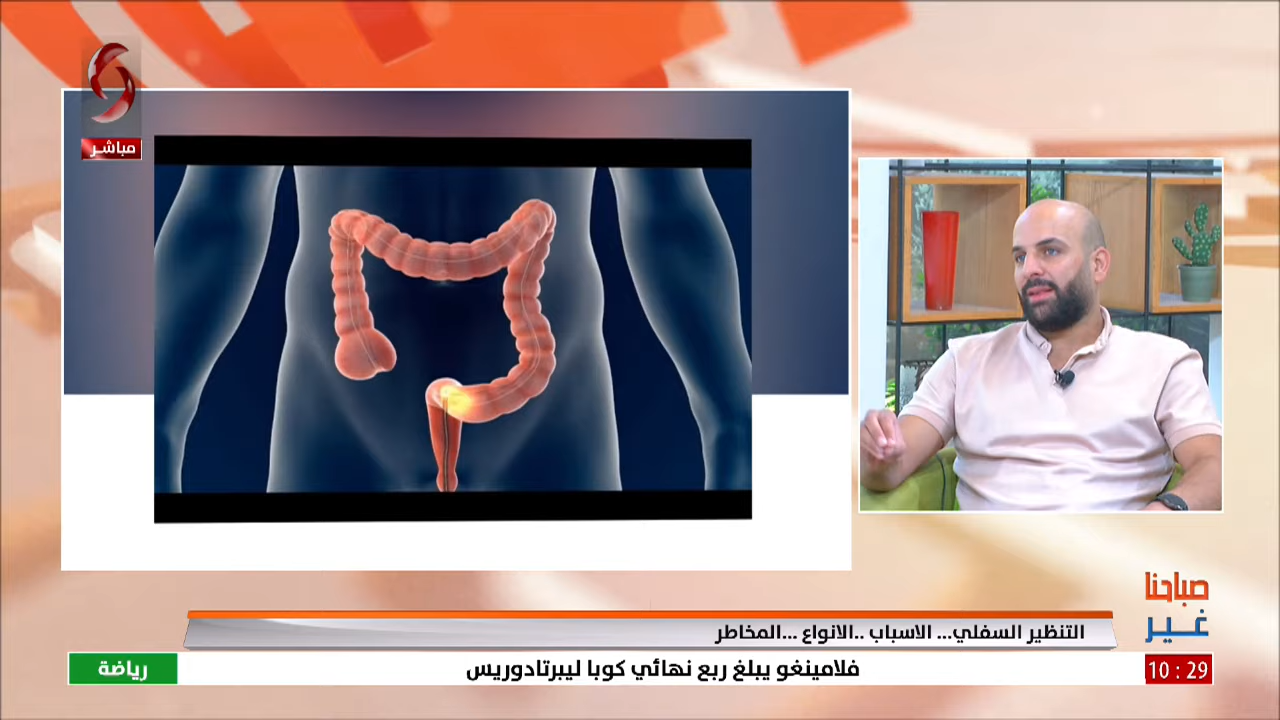 مباشر
صباحنا
غير
التنظير السفلي... الاسباب ..الانواع ...المخاطر
رياضة
فلامينغو يبلغ ربع نهائي كوبا ليبرتادوريس
10 : 29